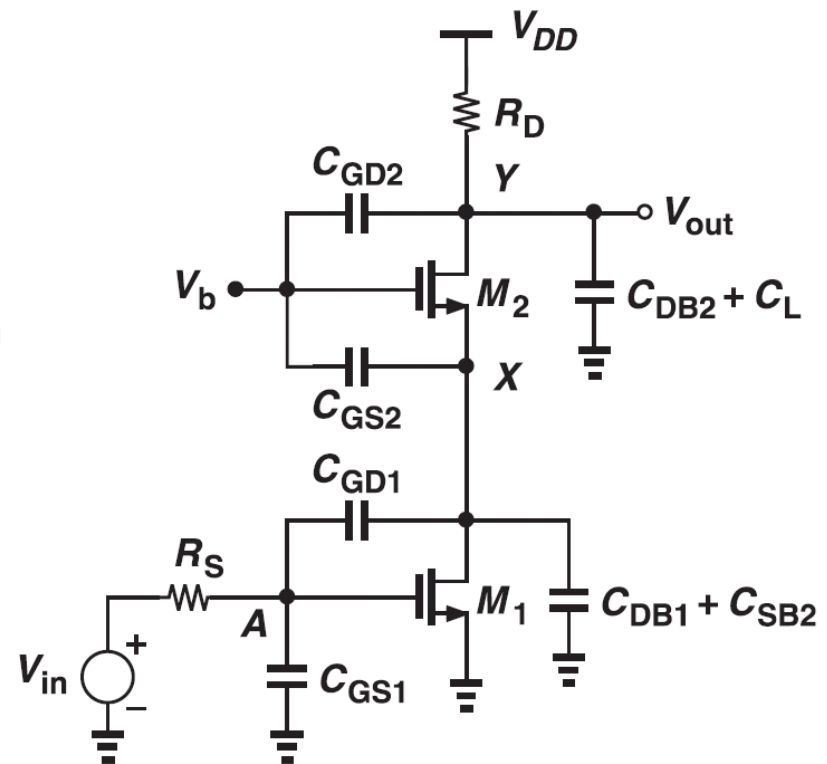 V_DD
R_D
C_GD2
Y
V_out
V_b
M_2
C_DB2 + C_L
X
C_GS2
C_GD1
R_S
A
M_1
C_DB1 + C_SB2
V_in
+
−
C_GS1